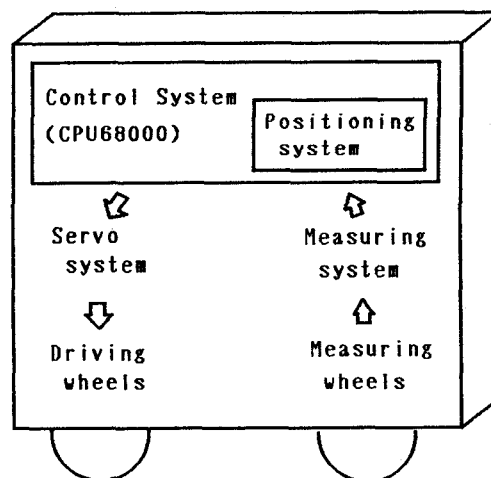 Control System
(CPU68000)
Positioning
system
Servo
system
Measuring
system
Driving
wheels
Measuring
wheels